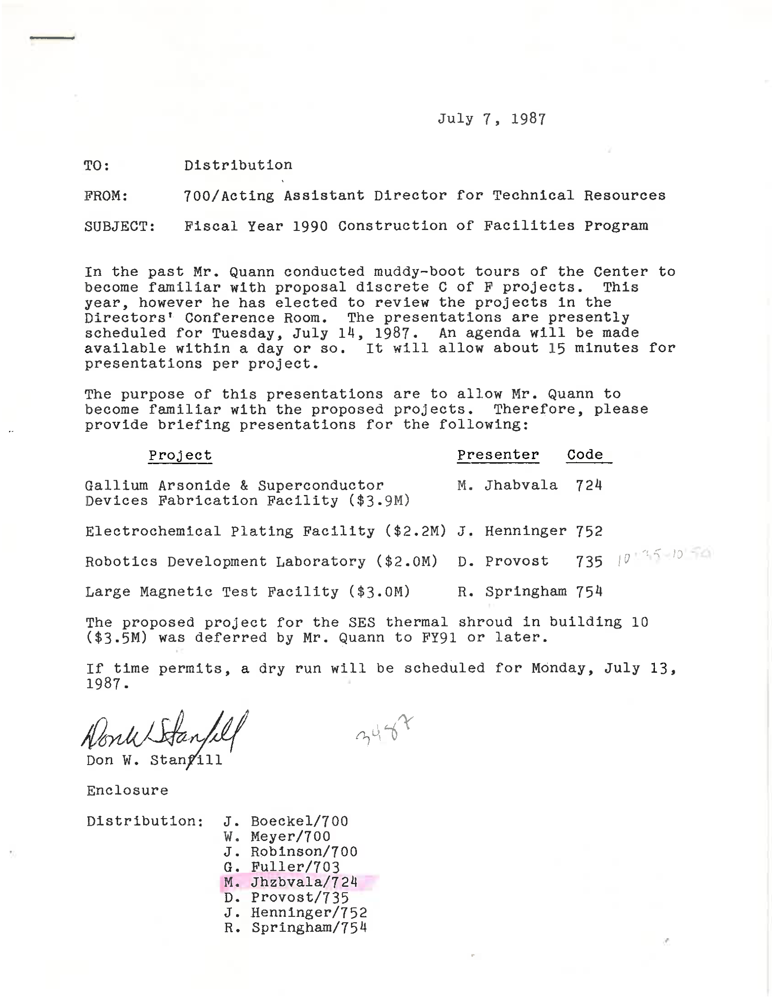 July 7, 1987
TO: Distribution
FROM: 700/Acting Assistant Director for Technical Resources
SUBJECT: Fiscal Year 1990 Construction of Facilities Program
In the past Mr. Quann conducted muddy-boot tours of the Center to
become familiar with proposal discrete C of F projects. This
year, however he has elected to review the projects in the
Directors' Conference Room. The presentations are presently
scheduled for Tuesday, July 14, 1987. An agenda will be made
available within a day or so. It will allow about 15 minutes for
presentations per project.
The purpose of this presentations are to allow Mr. Quann to
become familiar with the proposed projects. Therefore, please
provide briefing presentations for the following:
Project Presenter Code
Gallium Arsonide & Superconductor M. Jhabvala 724
Devices Fabrication Facility ($3.9M)
Electrochemical Plating Facility ($2.2M) J. Henninger 752
Robotics Development Laboratory ($2.0M) D. Provost 735
Large Magnetic Test Facility ($3.0M) R. Springham 754
The proposed project for the SES thermal shroud in building 10
($3.5M) was deferred by Mr. Quann to FY91 or later.
If time permits, a dry run will be scheduled for Monday, July 13,
1987.
Don W Stanfill
3487
Don W. Stanfill
Enclosure
Distribution: J. Boeckel/700
W. Meyer/700
J. Robinson/700
G. Fuller/703
M. Jhzbvala/724
D. Provost/735
J. Henninger/752
R. Springham/754